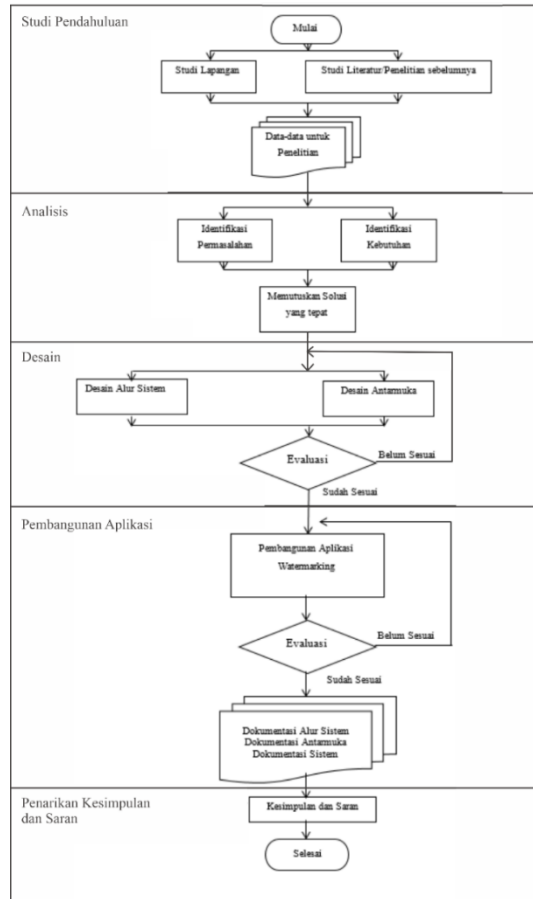 Studi Pendahuluan
Mulai
Studi Lapangan
Studi Literatur/Penelitian sebelumnya
Data-data untuk
Penelitian
Analisis
Identifikasi
Permasalahan
Identifikasi
Kebutuhan
Memutuskan Solusi
yang tepat
Desain
Desain Alur Sistem
Desain Antarmuka
Evaluasi
Belum Sesuai
Sudah Sesuai
Pembangunan Aplikasi
Pembangunan Aplikasi
Watermarking
Evaluasi
Belum Sesuai
Sudah Sesuai
Dokumentasi Alur Sistem
Dokumentasi Antarmuka
Dokumentasi Sistem
Penarikan Kesimpulan
dan Saran
Kesimpulan dan Saran
Selesai